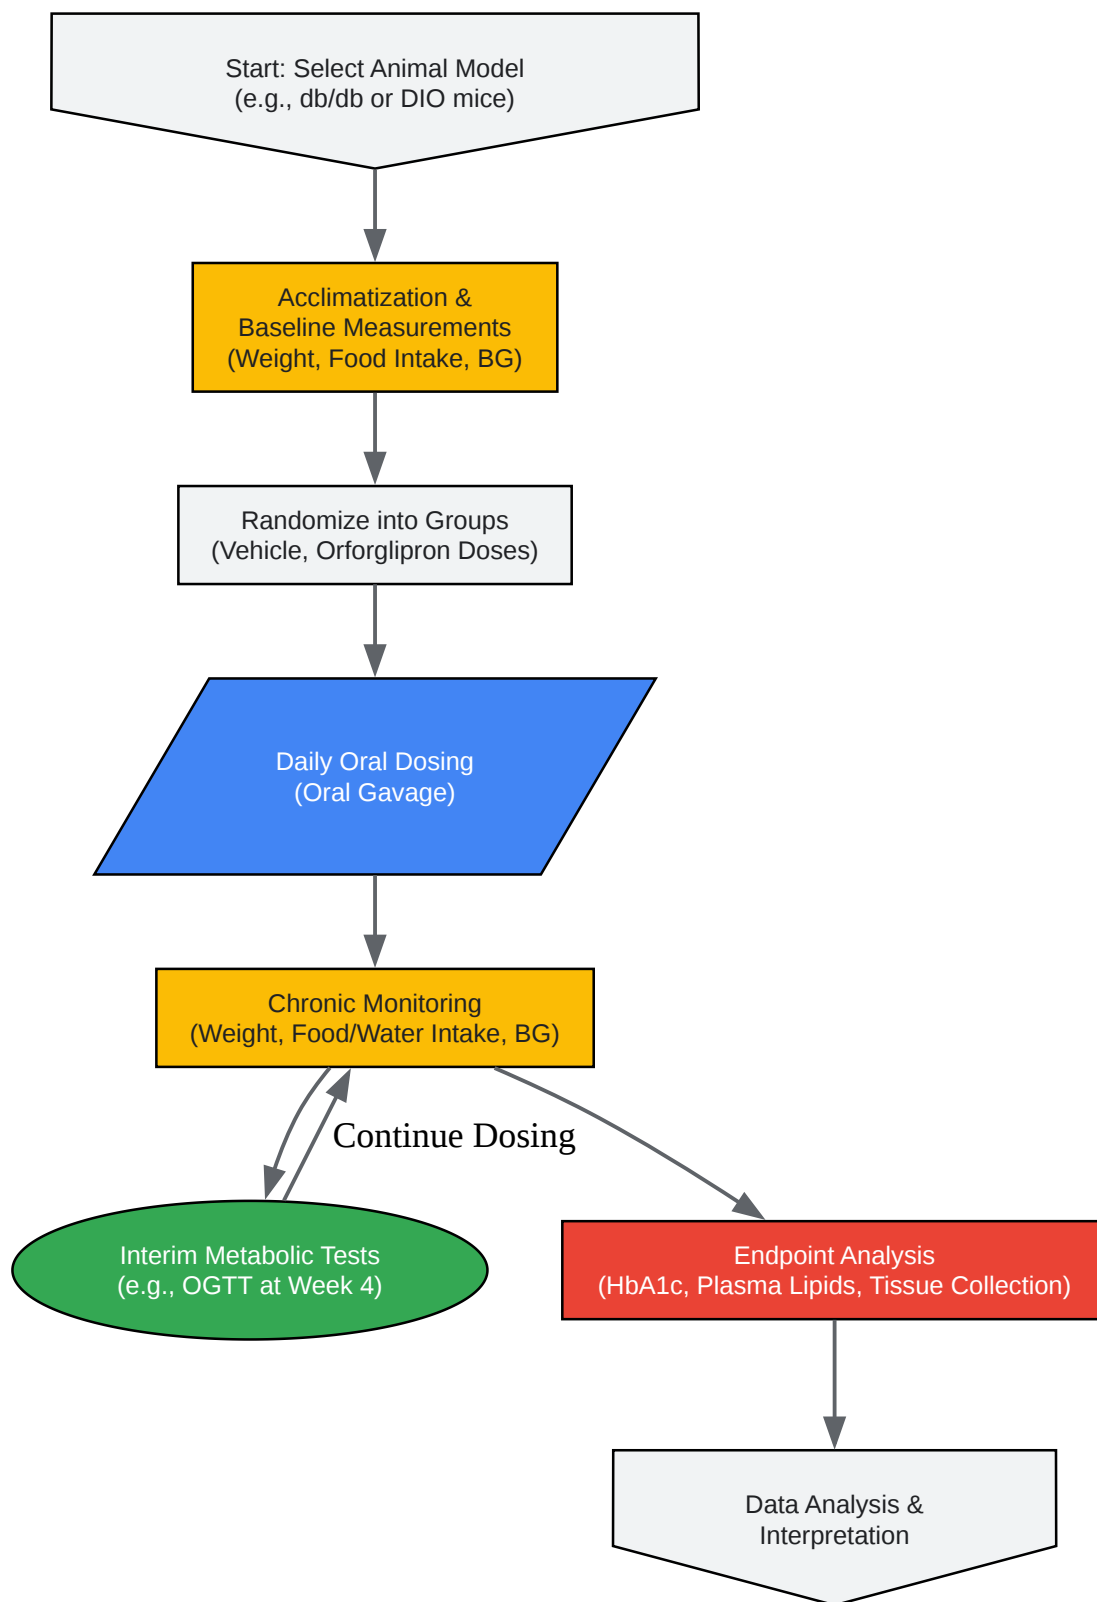 Start: Select Animal Model
(e.g., db/db or DIO mice)
Acclimatization &
Baseline Measurements
(Weight, Food Intake, BG)
Randomize into Groups
(Vehicle, Orforglipron Doses)
Daily Oral Dosing
(Oral Gavage)
Chronic Monitoring
(Weight, Food/Water Intake, BG)
Continue Dosing
Interim Metabolic Tests
(e.g., OGTT at Week 4)
Endpoint Analysis
(HbA1c, Plasma Lipids, Tissue Collection)
Data Analysis &
Interpretation